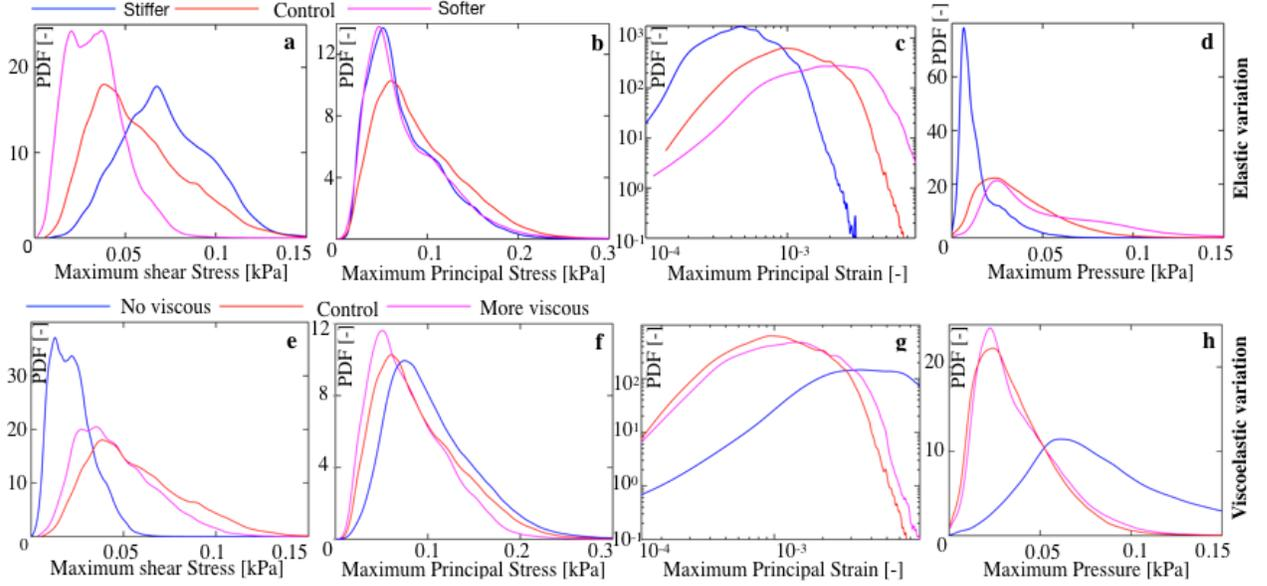 Stiffer Control Softer
PDF [-] a
20
10
0 0.05 0.1 0.15
Maximum shear Stress [kPa]
PDF [-] b
12
8
4
0.1 0.2 0.3
Maximum Principal Stress [kPa]
PDF [-] c
10³
10²
10¹
10⁰
10-¹
10-⁴ 10-³
Maximum Principal Strain [-]
PDF [-] d
60
40
20
0 0.05 0.1 0.15
Maximum Pressure [kPa]
Elastic variation
No viscous Control More viscous
PDF [-] e
30
20
10
0 0.05 0.1 0.15
Maximum shear Stress [kPa]
PDF [-] f
12
8
4
0 0.1 0.2 0.3
Maximum Principal Stress [kPa]
PDF [-] g
10²
10¹
10⁰
10-¹
10-⁴ 10-³
Maximum Principal Strain [-]
PDF [-] h
20
10
0 0.05 0.1 0.15
Maximum Pressure [kPa]
Viscoelastic variation